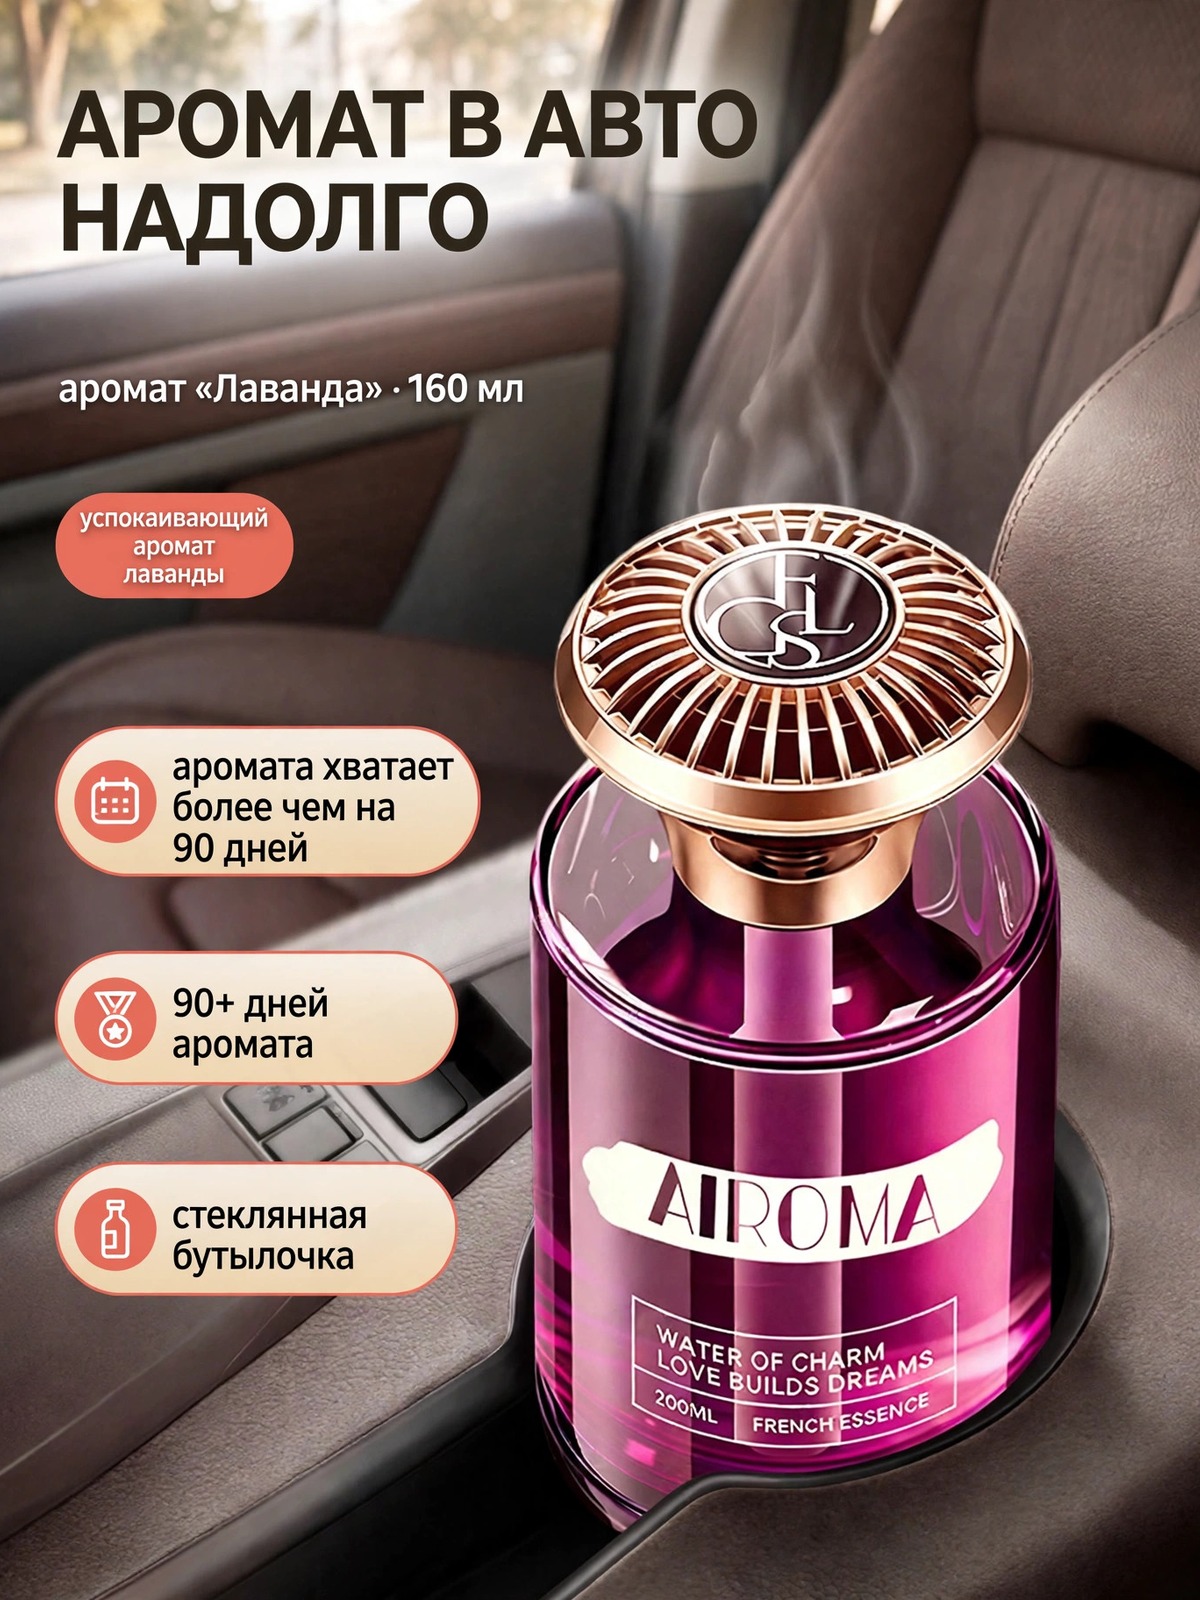 АРОМАТ В АВТО
НАДОЛГО
аромат «Лаванда» · 160 мл
успокаивающий
аромат
лаванды
аромата хватает
более чем на
90 дней
90+ дней
аромата
стеклянная
бутылочка
AIROMA
WATER OF CHARM
LOVE BUILDS DREAMS
200ML
FRENCH ESSENCE